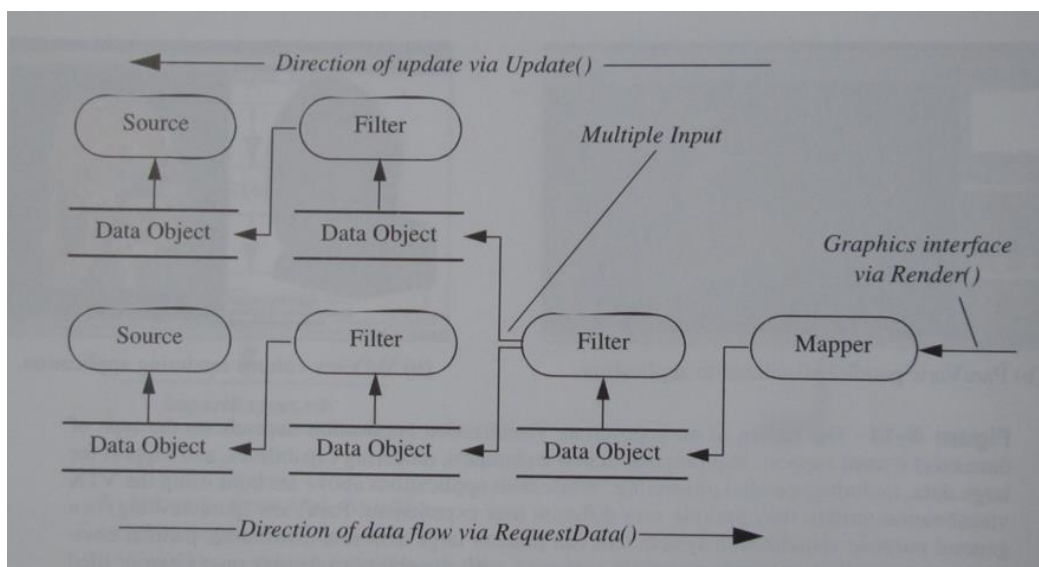 Direction of update via Update()
Source
Filter
Multiple Input
Data Object
Data Object
Graphics interface
via Render()
Source
Filter
Filter
Mapper
Data Object
Data Object
Data Object
Direction of data flow via RequestData()